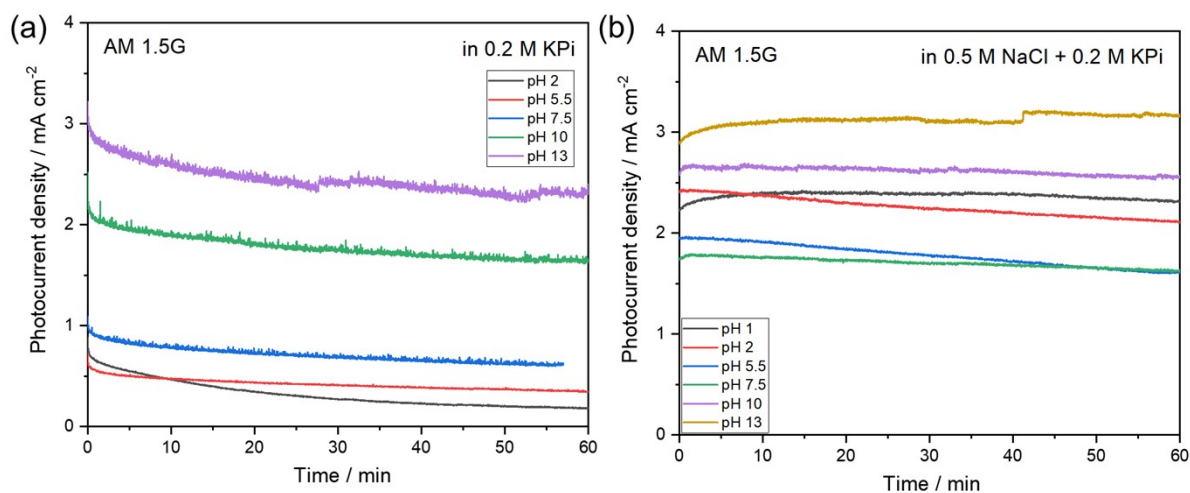 (a)
AM 1.5G
in 0.2 M KPi
pH 2
pH 5.5
pH 7.5
pH 10
pH 13
Photocurrent density / mA cm⁻²
4
3
2
1
0
0 10 20 30 40 50 60
Time / min
(b)
AM 1.5G
in 0.5 M NaCl + 0.2 M KPi
Photocurrent density / mA cm⁻²
4
3
2
1
0
pH 1
pH 2
pH 5.5
pH 7.5
pH 10
pH 13
0 10 20 30 40 50 60
Time / min